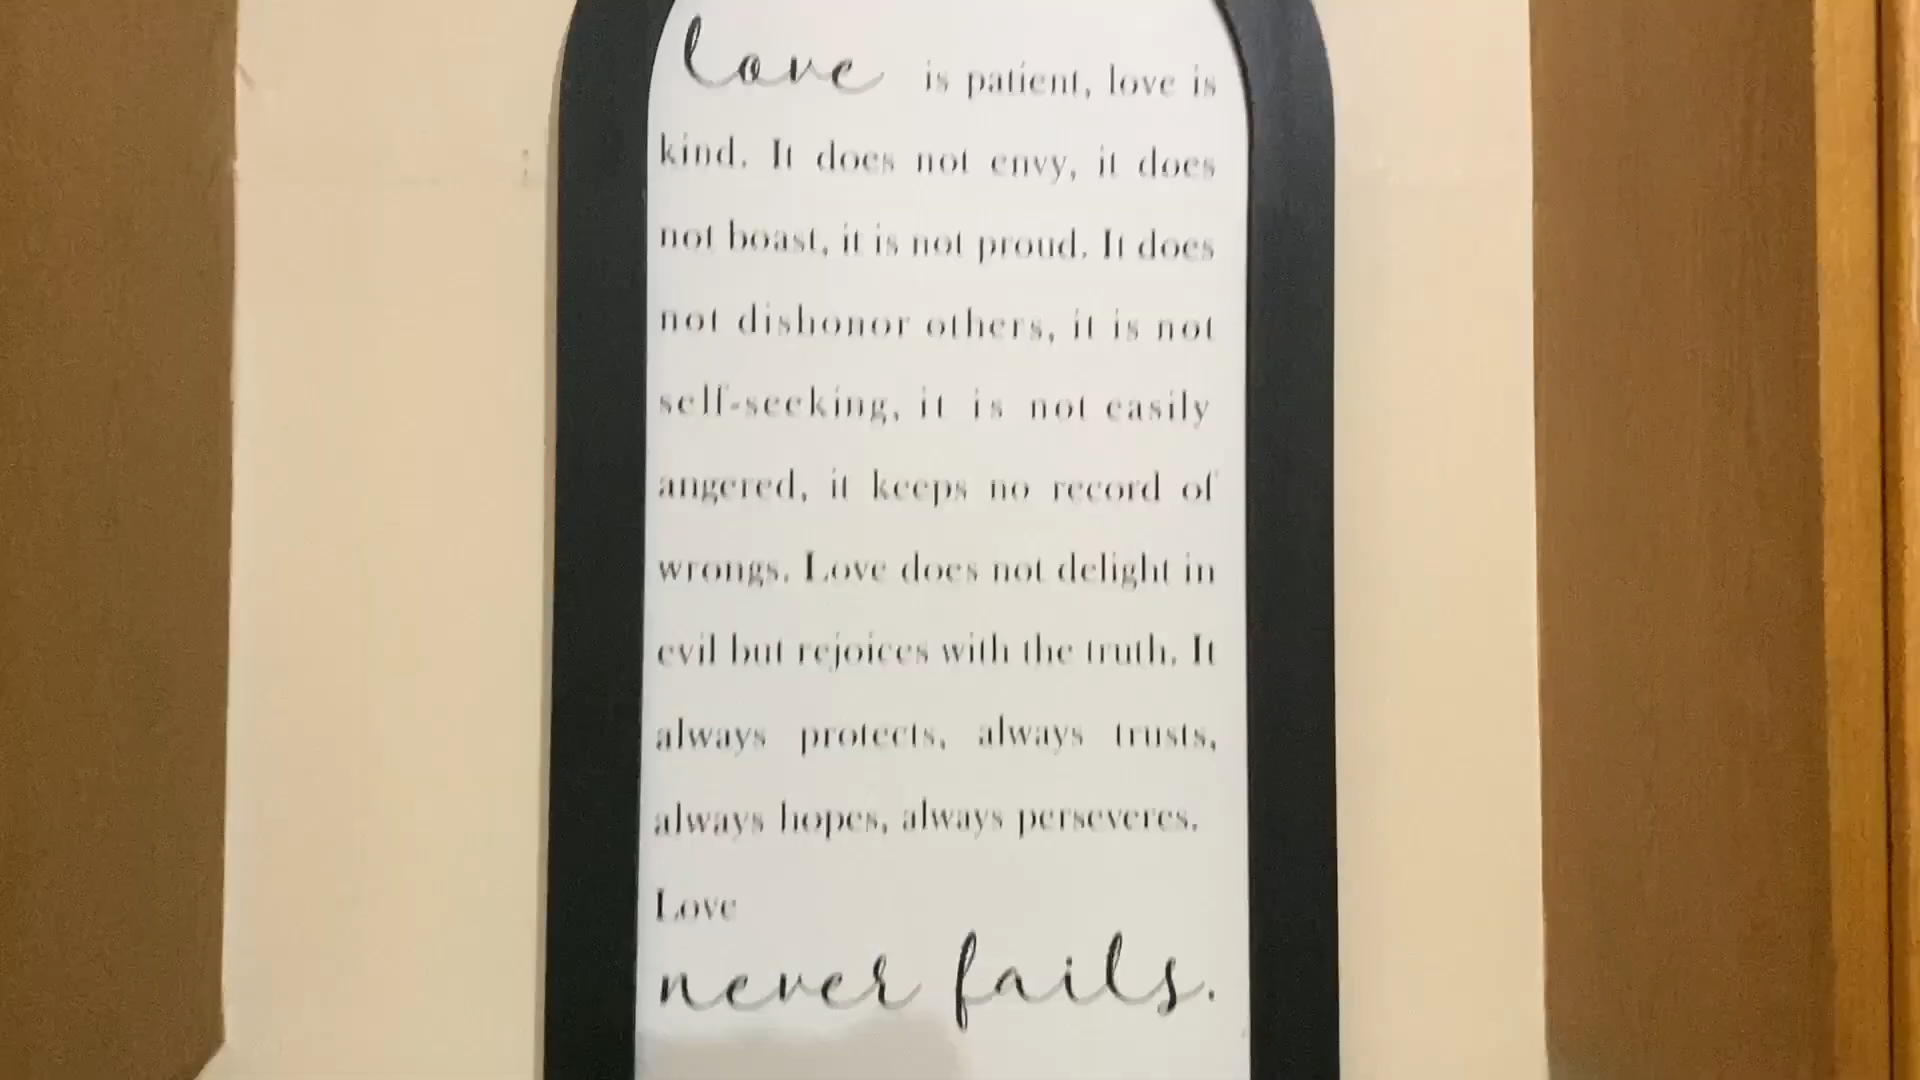 love is patient, love is
kind. It does not envy, it does
not boast, it is not proud. It does
not dishonor others, it is not
self-seeking, it is not easily
angered, it keeps no record of
wrongs. Love does not delight in
evil but rejoices with the truth. It
always protects, always trusts,
always hopes, always perseveres.
Love
never fails.